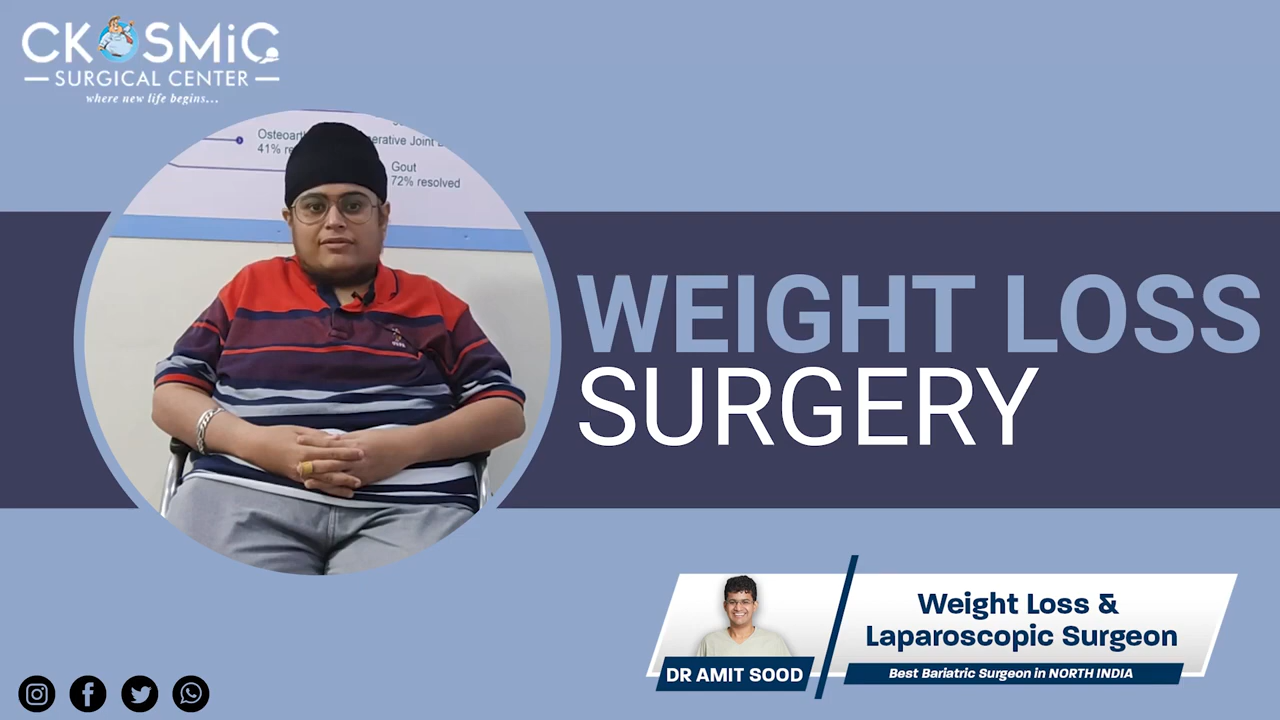 CKOSMiC
SURGICAL CENTER
where new life begins...
Gout
41%
72% resolved
WEIGHT LOSS
SURGERY
Weight Loss &
Laparoscopic Surgeon
DR AMIT SOOD
Best Bariatric Surgeon in NORTH INDIA